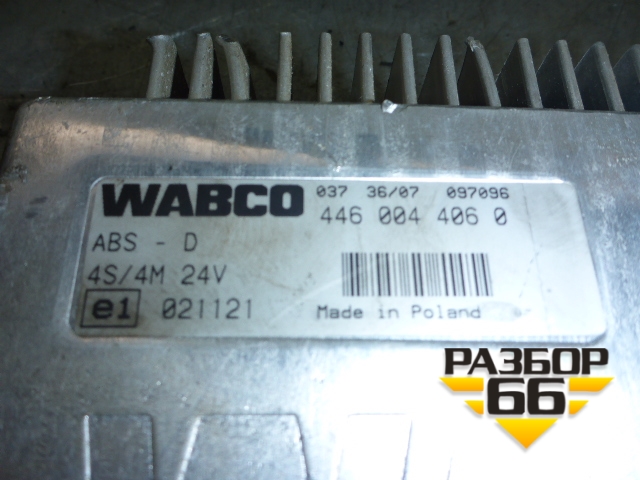 WABCO 037 36/07 097096
446 004 406 0
ABS - D
4S/4M 24V
e1 021121 Made in Poland
РАЗБОР
66